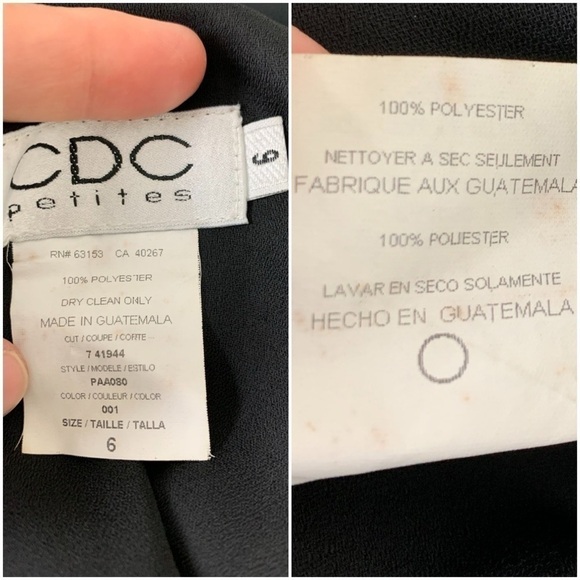 CDC
petites
6
RN# 63153 CA 40267
100% POLYESTER
DRY CLEAN ONLY
MADE IN GUATEMALA
CUT / COUPE / CORTE
7 41944
STYLE / MODELE / ESTILO
PAA080
COLOR / COULEUR / COLOR
001
SIZE / TAILLE / TALLA
6
100% POLYESTER
NETTOYER A SEC SEULEMENT
FABRIQUE AUX GUATEMALA
100% POLIESTER
LAVAR EN SECO SOLAMENTE
HECHO EN GUATEMALA